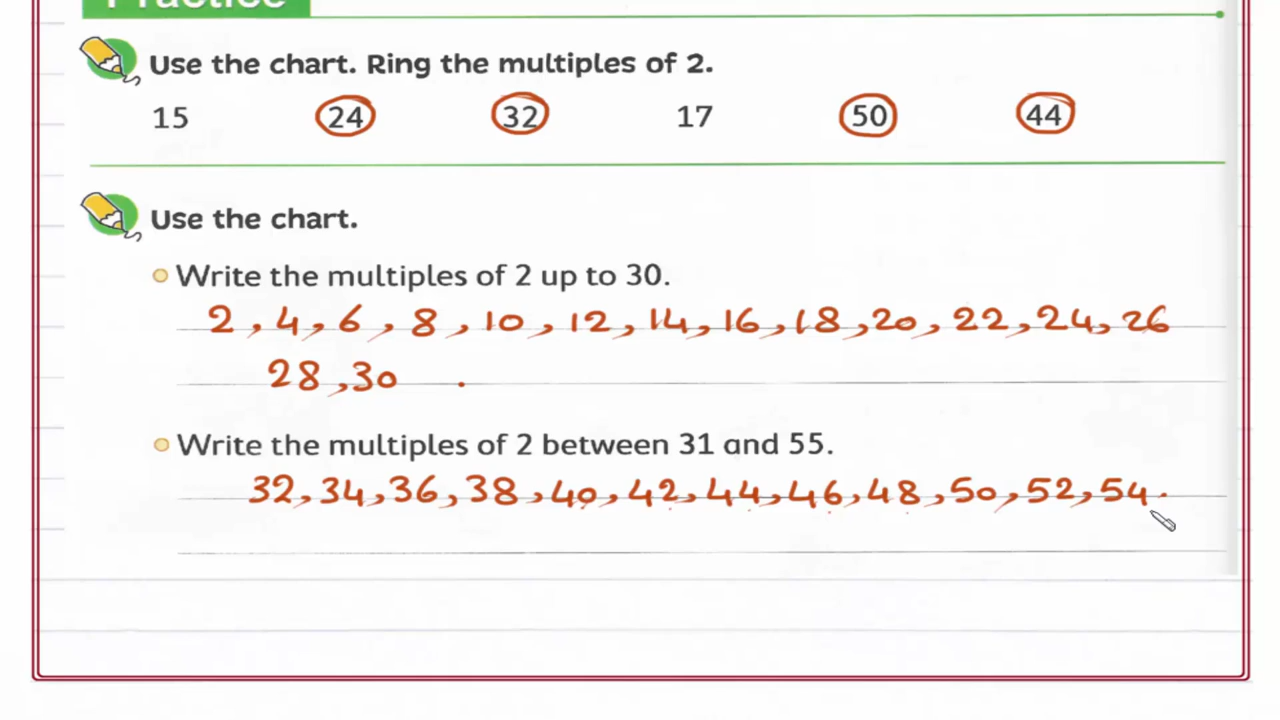 Practice
Use the chart. Ring the multiples of 2.
15 24 32 17 50 44
Use the chart.
Write the multiples of 2 up to 30.
2, 4, 6, 8, 10, 12, 14, 16, 18, 20, 22, 24, 26
28, 30 .
Write the multiples of 2 between 31 and 55.
32, 34, 36, 38, 40, 42, 44, 46, 48, 50, 52, 54.